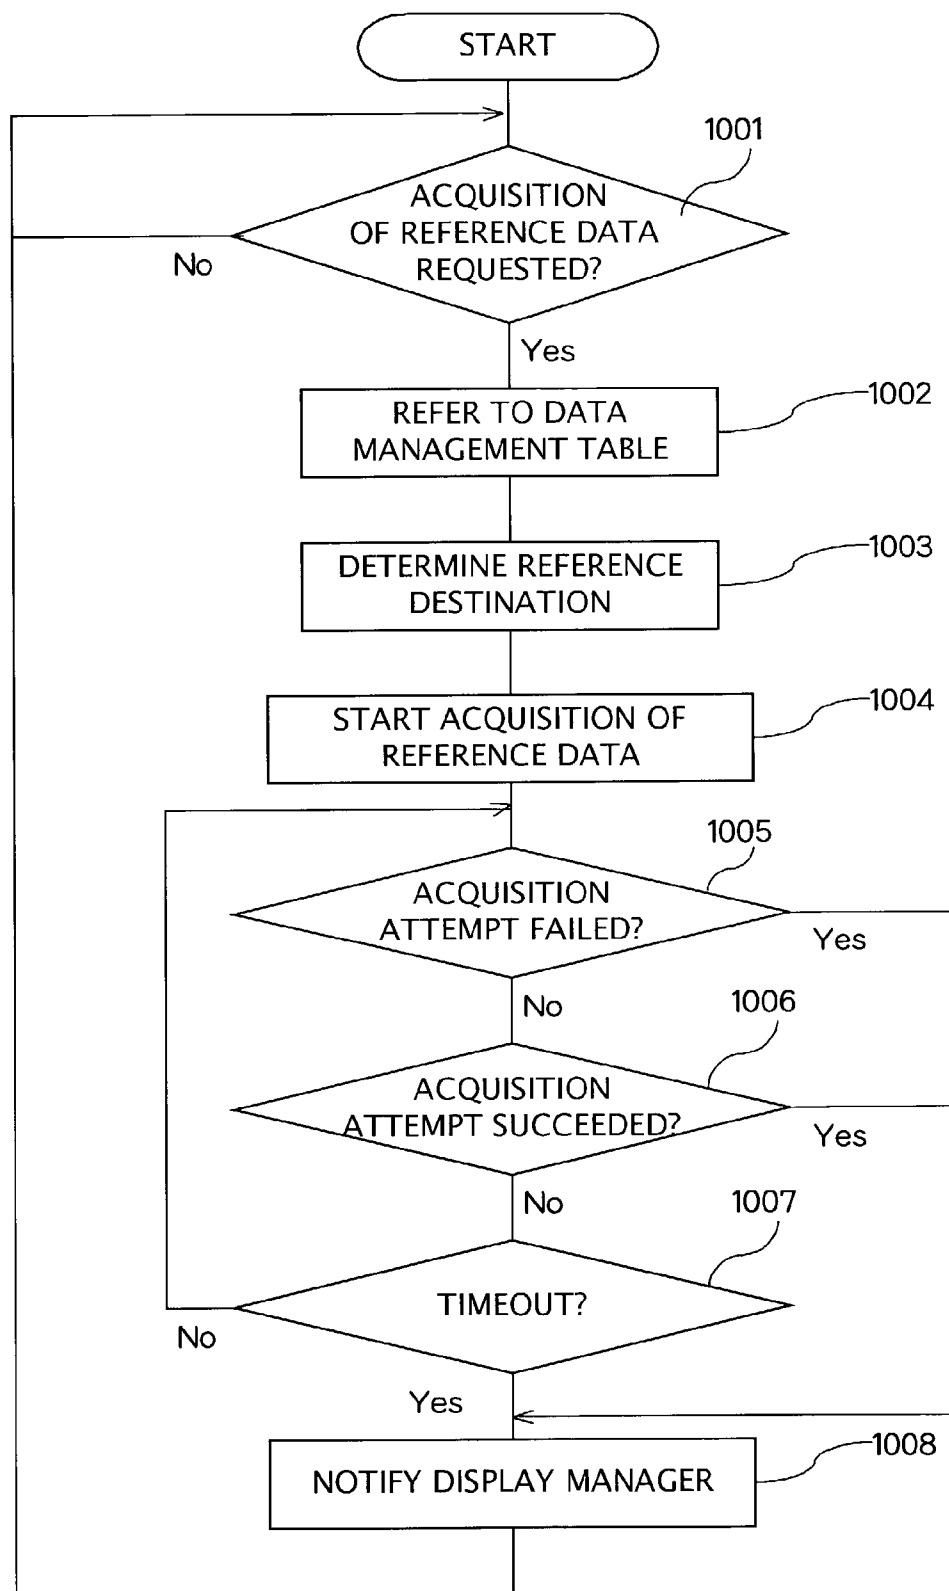 START
1001
ACQUISITION
OF REFERENCE DATA
REQUESTED?
No
Yes
1002
REFER TO DATA
MANAGEMENT TABLE
1003
DETERMINE REFERENCE
DESTINATION
1004
START ACQUISITION OF
REFERENCE DATA
1005
ACQUISITION
ATTEMPT FAILED?
Yes
No
1006
ACQUISITION
ATTEMPT SUCCEEDED?
Yes
No
1007
TIMEOUT?
No
Yes
1008
NOTIFY DISPLAY MANAGER